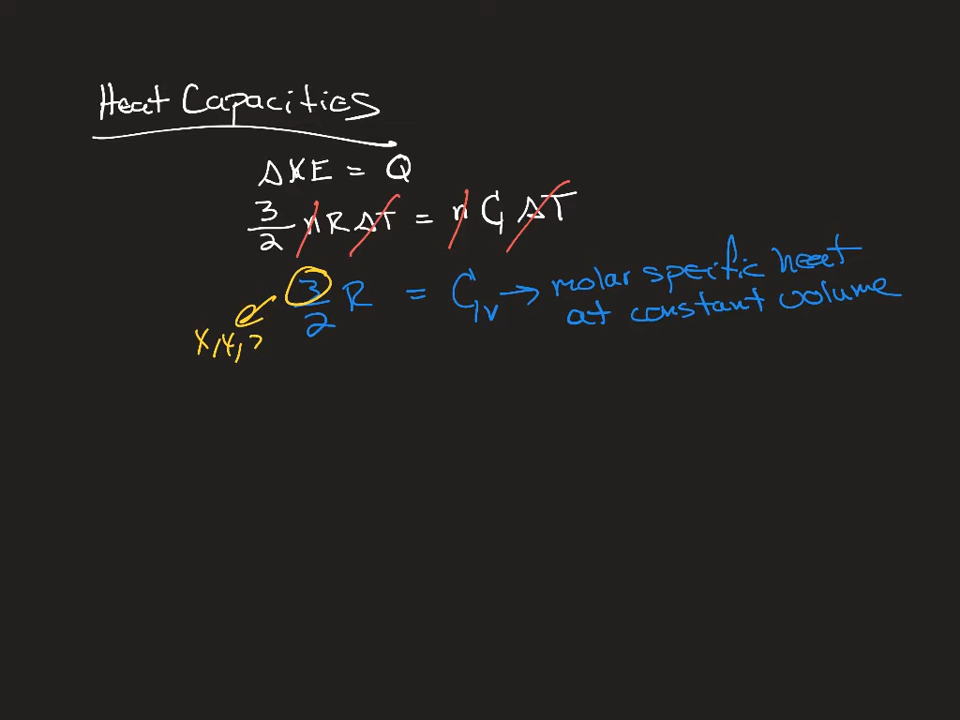 Heat Capacities
ΔKE = Q
3/2 nRΔT = nCΔT
3/2 R = Cv → molar specific heat
at constant volume
x,y,